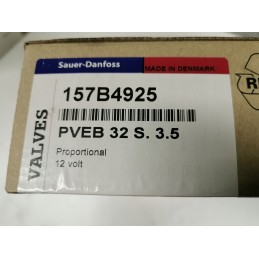 Sauer-Danfoss
MADE IN DENMARK
157B4925
PVEB 32 S. 3.5
Proportional
12 volt
VALVES